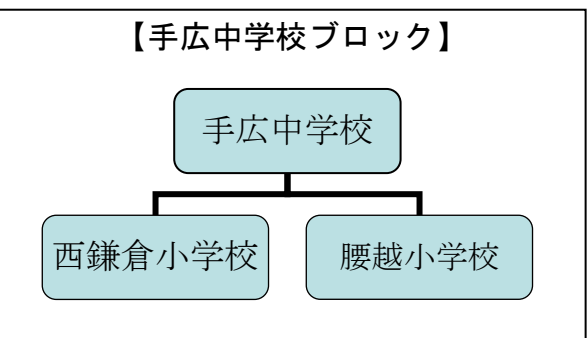 【手広中学校ブロック】
手広中学校
西鎌倉小学校
腰越小学校